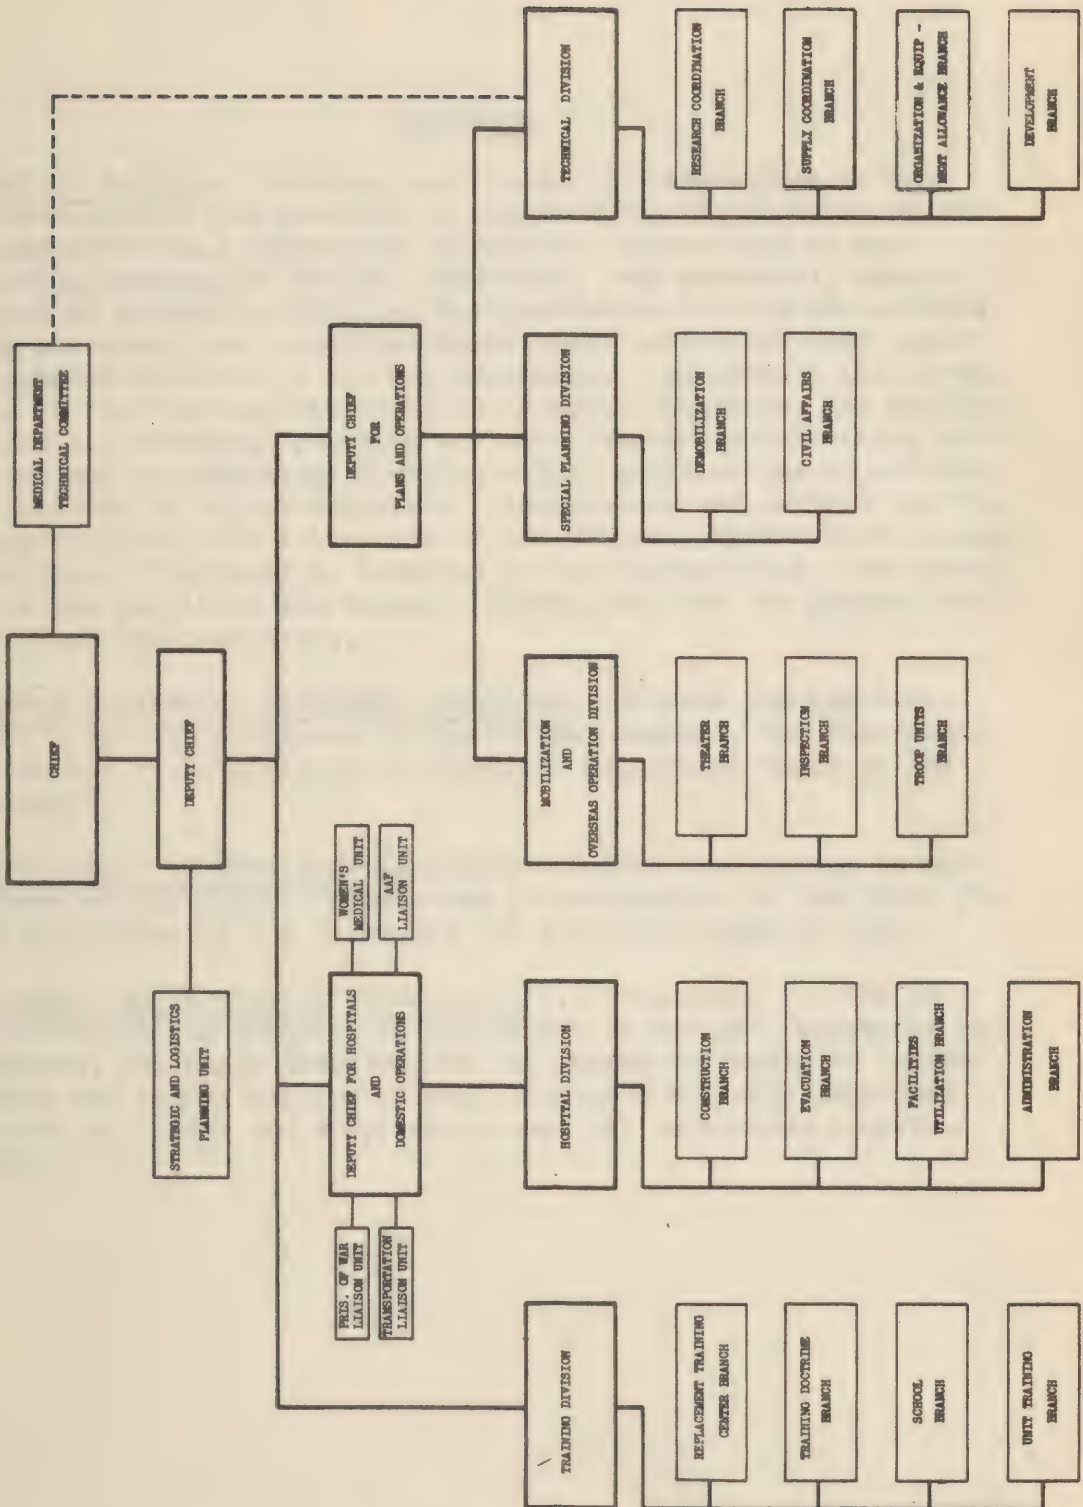 CHIEF
MEDICAL DEPARTMENT
TECHNICAL COMMITTEE
DEPUTY CHIEF
STRATEGIC AND LOGISTICS
PLANNING UNIT
PRIS. OF WAR
LIAISON UNIT
TRANSPORTATION
LIAISON UNIT
DEPUTY CHIEF FOR HOSPITALS
AND
DOMESTIC OPERATIONS
WOMEN'S
MEDICAL UNIT
AAF
LIAISON UNIT
DEPUTY CHIEF
FOR
PLANS AND OPERATIONS
TRAINING DIVISION
REPLACEMENT TRAINING
CENTER BRANCH
TRAINING DOCTRINE
BRANCH
SCHOOL
BRANCH
UNIT TRAINING
BRANCH
HOSPITAL DIVISION
CONSTRUCTION
BRANCH
EVACUATION
BRANCH
FACILITIES
UTILIZATION BRANCH
ADMINISTRATION
BRANCH
MOBILIZATION
AND
OVERSEAS OPERATION DIVISION
THEATER
BRANCH
INSPECTION
BRANCH
TROOP UNITS
BRANCH
SPECIAL PLANNING DIVISION
DEMOBILIZATION
BRANCH
CIVIL AFFAIRS
BRANCH
TECHNICAL DIVISION
RESEARCH COORDINATION
BRANCH
SUPPLY COORDINATION
BRANCH
ORGANIZATION & EQUIP -
MENT ALLOWANCE BRANCH
DEVELOPMENT
BRANCH